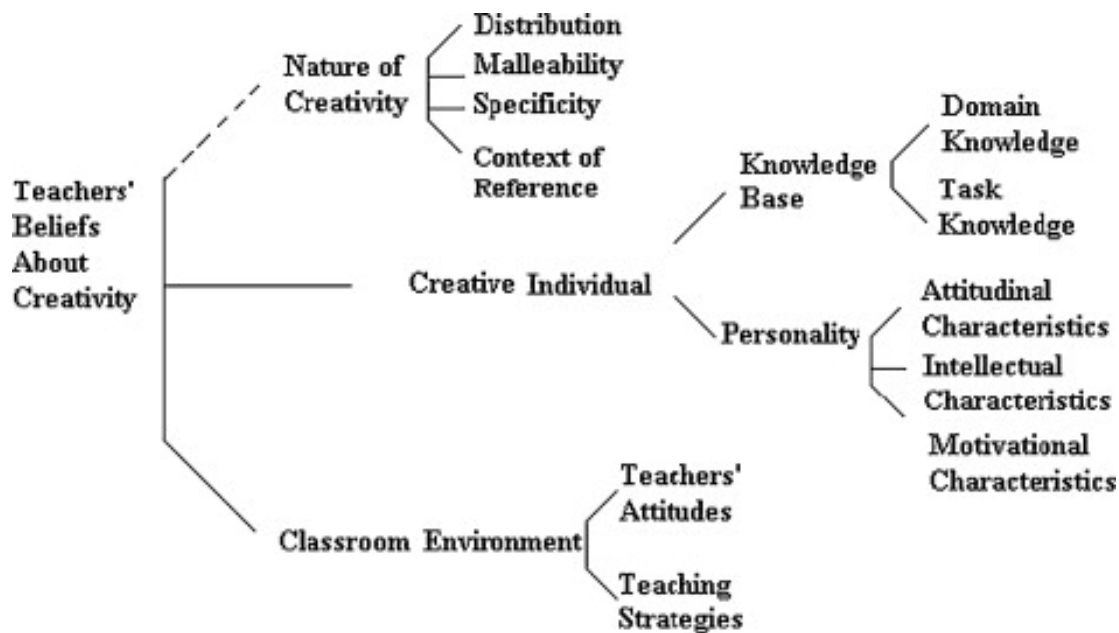 Teachers'
Beliefs
About
Creativity
Nature of
Creativity
Distribution
Malleability
Specificity
Context of
Reference
Creative Individual
Knowledge
Base
Domain
Knowledge
Task
Knowledge
Personality
Attitudinal
Characteristics
Intellectual
Characteristics
Motivational
Characteristics
Classroom Environment
Teachers'
Attitudes
Teaching
Strategies